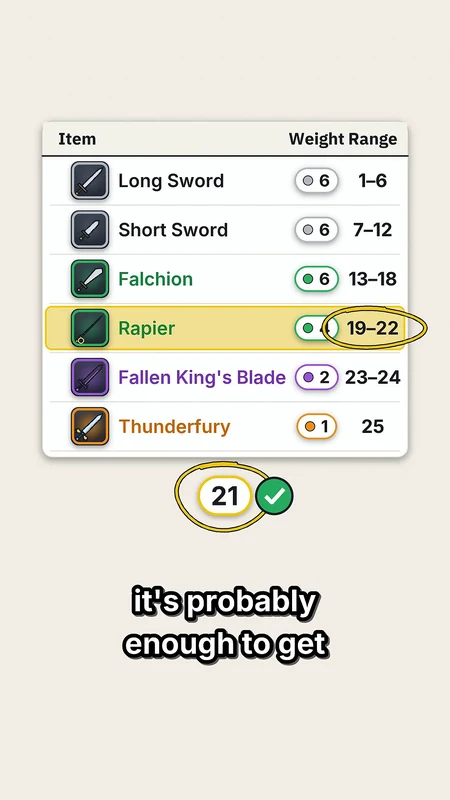 Item Weight Range
Long Sword 6 1–6
Short Sword 6 7–12
Falchion 6 13–18
Rapier 4 19–22
Fallen King's Blade 2 23–24
Thunderfury 1 25
21
it's probably
enough to get